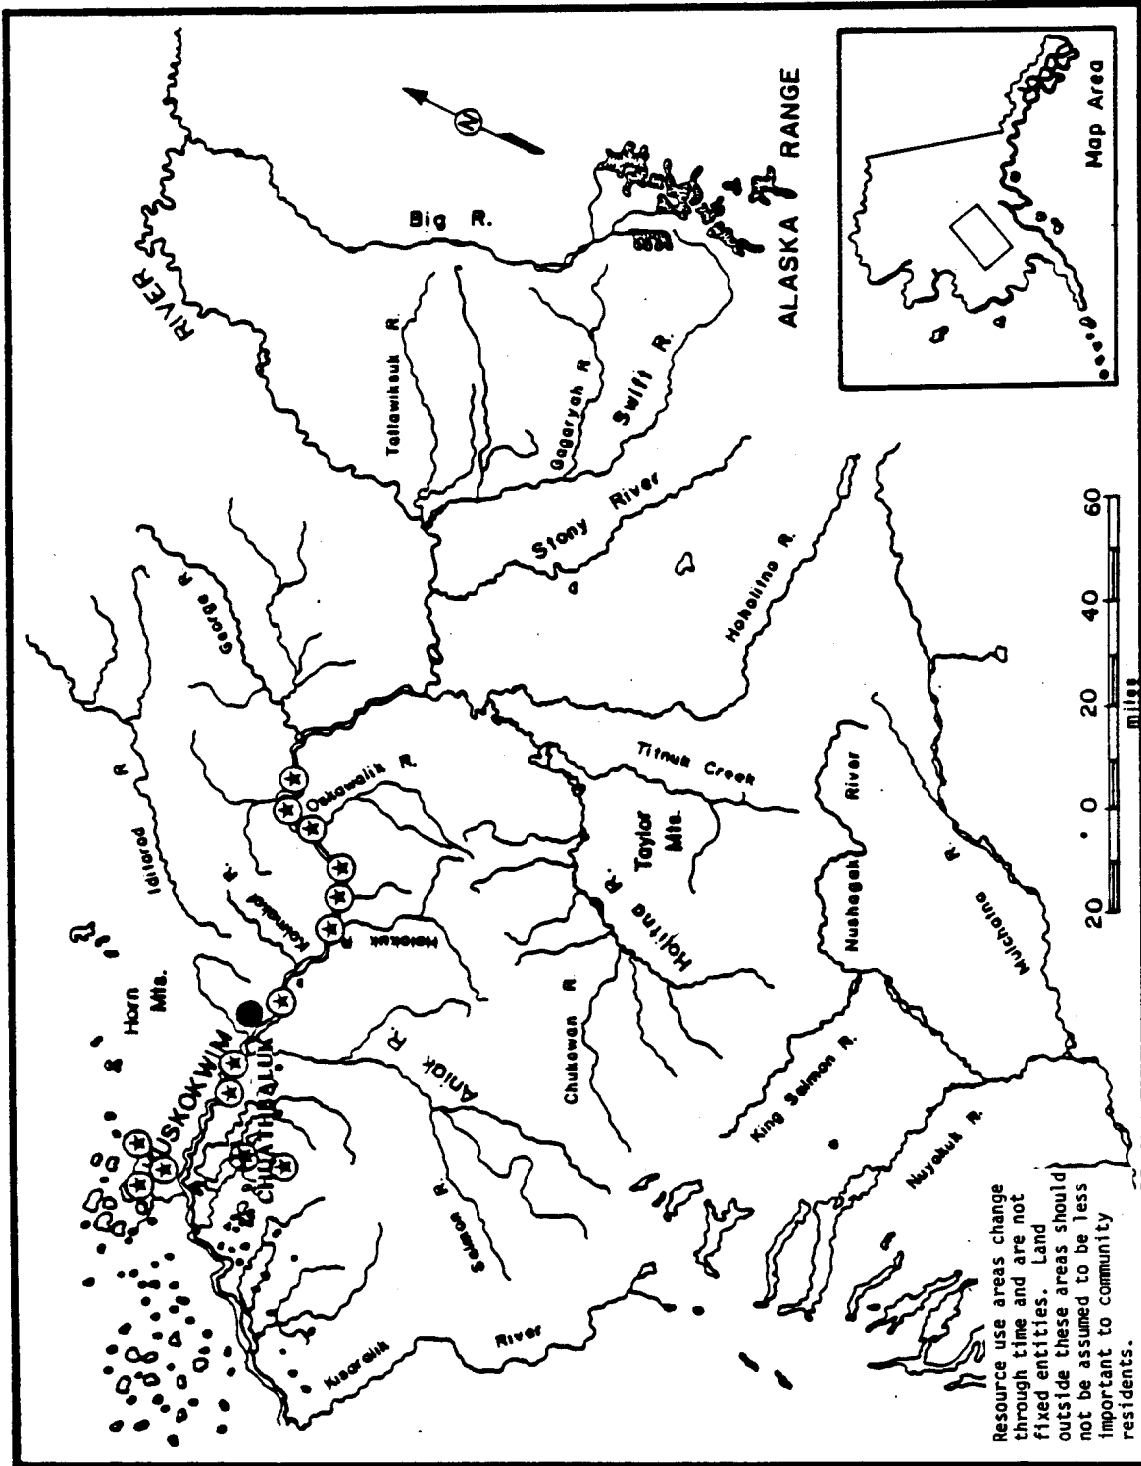 KUSKOKWIM
RIVER
CHUATHBALUK
Horn
Mts.
Iditarod R
George R
Kolmakof R.
Oskawalik R.
Holokuk R
Aniak R.
Salmon R.
Kisaralik River
Tatlawiksuk R.
Big R.
Gagaryah R
Swift R.
Stony River
ALASKA RANGE
Hoholitna R.
Titnuk Creek
Taylor
Mts.
Holitna R.
Chukowan R
King Salmon R.
Nushagak River
Nuyakuk R.
Mulchatna R.
N
20 0 20 40 60
miles
Map Area
Resource use areas change
through time and are not
fixed entities. Land
outside these areas should
not be assumed to be less
important to community
residents.